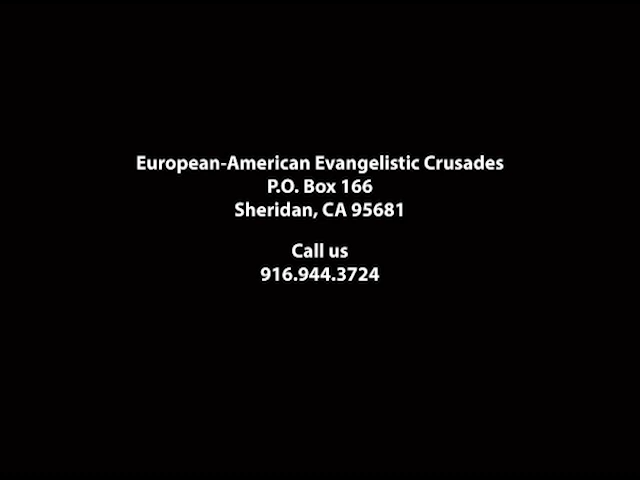 European-American Evangelistic Crusades
P.O. Box 166
Sheridan, CA 95681
Call us
916.944.3724